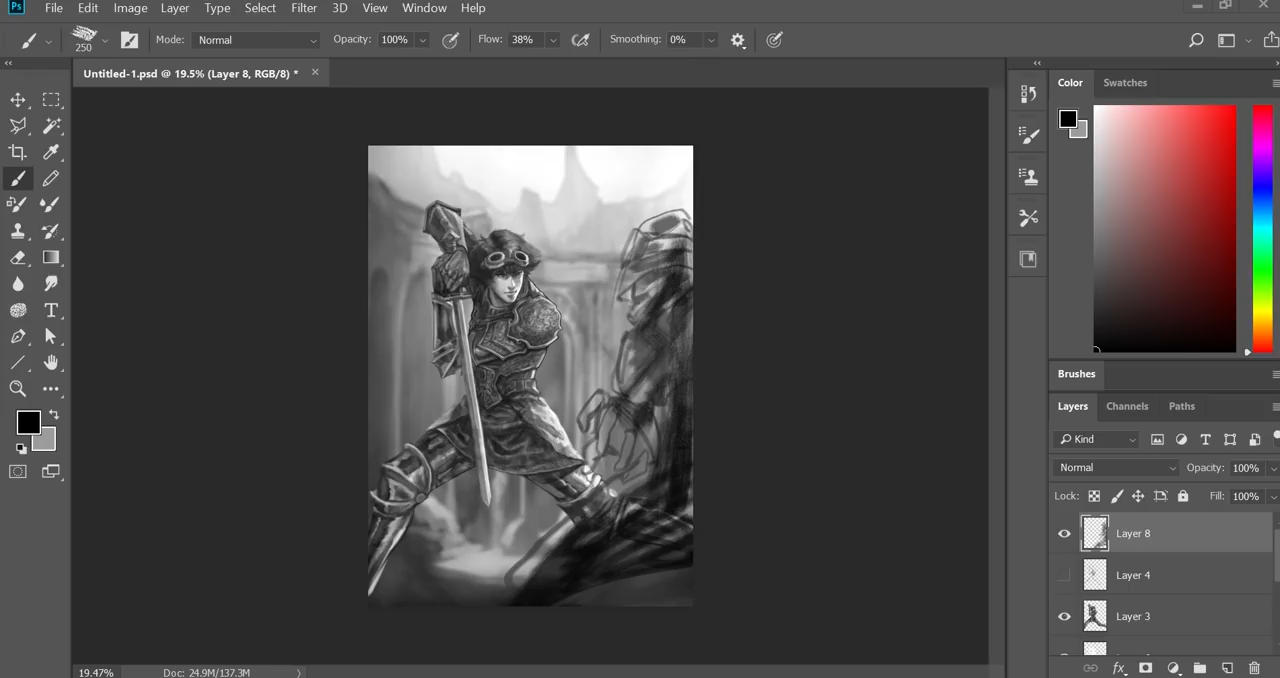 Ps File Edit Image Layer Type Select Filter 3D View Window Help
250 Mode: Normal Opacity: 100% Flow: 38% Smoothing: 0%
Untitled-1.psd @ 19.5% (Layer 8, RGB/8) *
Color Swatches
Brushes
Layers Channels Paths
Kind
Normal Opacity: 100%
Lock: Fill: 100%
Layer 8
Layer 4
Layer 3
19.47% Doc: 24.9M/137.3M